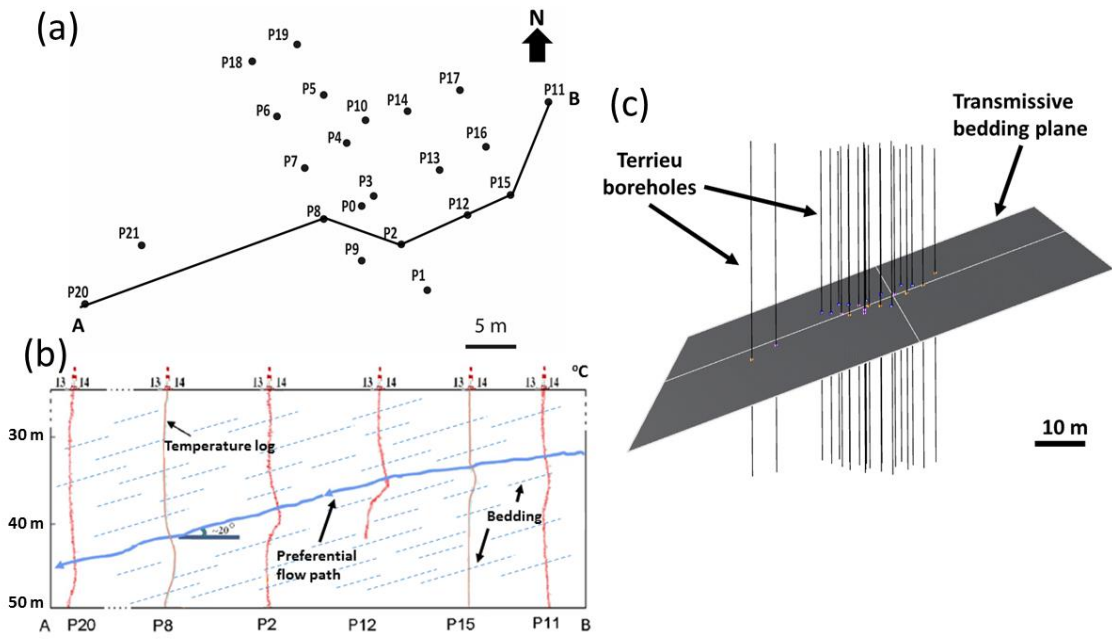 (a)
N
P19
P18
P17
P11
B
P5
P14
P6
P10
P4
P16
P13
P7
P3
P15
P0
P12
P8
P21
P2
P9
P1
P20
A
5 m
(b)
13 14 13 14 13 14 13 14 13 14 13 14 °C
30 m
Temperature log
40 m
~20°
Bedding
Preferential
flow path
50 m
A P20 P8 P2 P12 P15 P11 B
(c)
Transmissive
bedding plane
Terrieu
boreholes
10 m